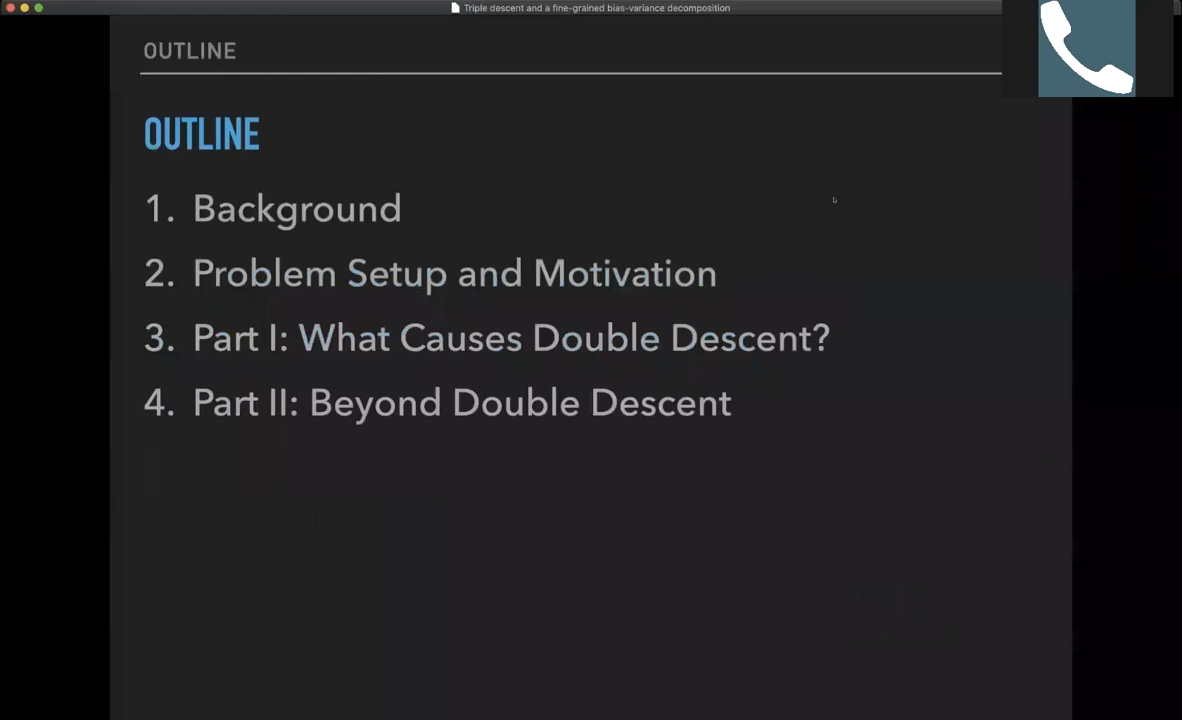 Triple descent and a fine-grained bias-variance decomposition
OUTLINE
OUTLINE
1. Background
2. Problem Setup and Motivation
3. Part I: What Causes Double Descent?
4. Part II: Beyond Double Descent